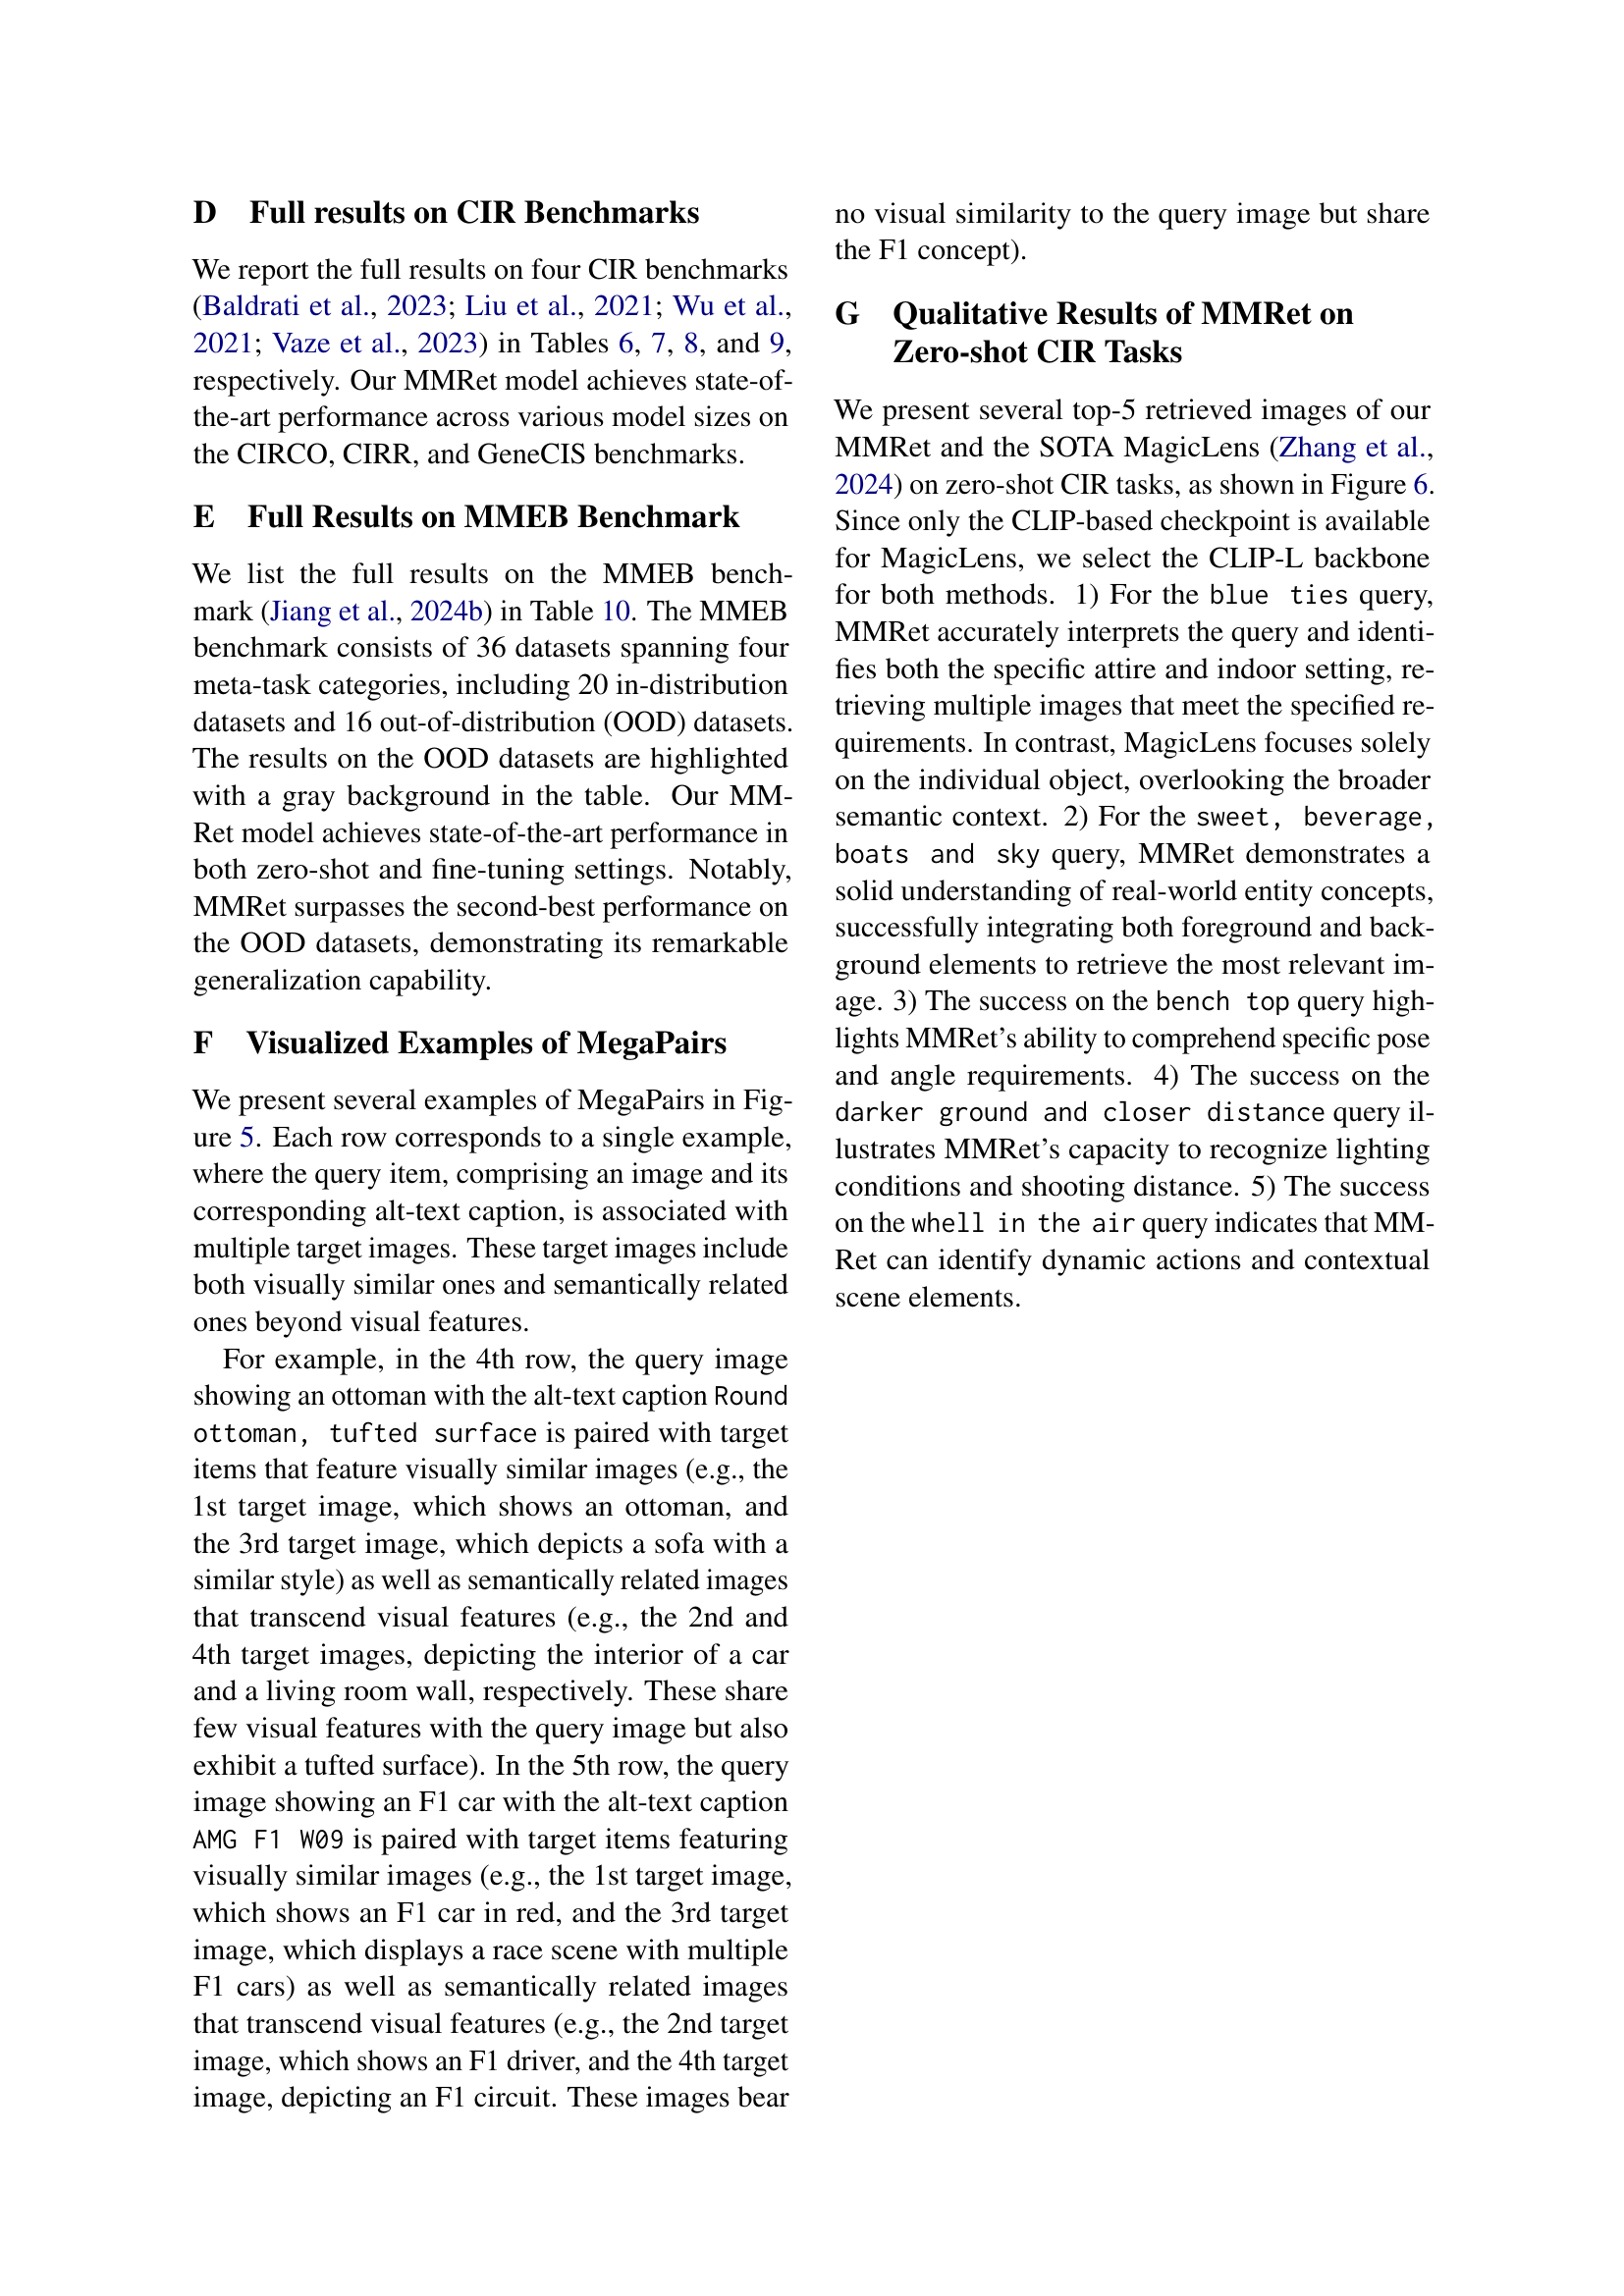 D Full results on CIR Benchmarks
We report the full results on four CIR benchmarks
(Baldrati et al., 2023; Liu et al., 2021; Wu et al.,
2021; Vaze et al., 2023) in Tables 6, 7, 8, and 9,
respectively. Our MMRet model achieves state-of-
the-art performance across various model sizes on
the CIRCO, CIRR, and GeneCIS benchmarks.
E Full Results on MMEB Benchmark
We list the full results on the MMEB bench-
mark (Jiang et al., 2024b) in Table 10. The MMEB
benchmark consists of 36 datasets spanning four
meta-task categories, including 20 in-distribution
datasets and 16 out-of-distribution (OOD) datasets.
The results on the OOD datasets are highlighted
with a gray background in the table. Our MM-
Ret model achieves state-of-the-art performance in
both zero-shot and fine-tuning settings. Notably,
MMRet surpasses the second-best performance on
the OOD datasets, demonstrating its remarkable
generalization capability.
F Visualized Examples of MegaPairs
We present several examples of MegaPairs in Fig-
ure 5. Each row corresponds to a single example,
where the query item, comprising an image and its
corresponding alt-text caption, is associated with
multiple target images. These target images include
both visually similar ones and semantically related
ones beyond visual features.
For example, in the 4th row, the query image
showing an ottoman with the alt-text caption Round
ottoman, tufted surface is paired with target
items that feature visually similar images (e.g., the
1st target image, which shows an ottoman, and
the 3rd target image, which depicts a sofa with a
similar style) as well as semantically related images
that transcend visual features (e.g., the 2nd and
4th target images, depicting the interior of a car
and a living room wall, respectively. These share
few visual features with the query image but also
exhibit a tufted surface). In the 5th row, the query
image showing an F1 car with the alt-text caption
AMG F1 W09 is paired with target items featuring
visually similar images (e.g., the 1st target image,
which shows an F1 car in red, and the 3rd target
image, which displays a race scene with multiple
F1 cars) as well as semantically related images
that transcend visual features (e.g., the 2nd target
image, which shows an F1 driver, and the 4th target
image, depicting an F1 circuit. These images bear
no visual similarity to the query image but share
the F1 concept).
G Qualitative Results of MMRet on
Zero-shot CIR Tasks
We present several top-5 retrieved images of our
MMRet and the SOTA MagicLens (Zhang et al.,
2024) on zero-shot CIR tasks, as shown in Figure 6.
Since only the CLIP-based checkpoint is available
for MagicLens, we select the CLIP-L backbone
for both methods. 1) For the blue ties query,
MMRet accurately interprets the query and identi-
fies both the specific attire and indoor setting, re-
trieving multiple images that meet the specified re-
quirements. In contrast, MagicLens focuses solely
on the individual object, overlooking the broader
semantic context. 2) For the sweet, beverage,
boats and sky query, MMRet demonstrates a
solid understanding of real-world entity concepts,
successfully integrating both foreground and back-
ground elements to retrieve the most relevant im-
age. 3) The success on the bench top query high-
lights MMRet's ability to comprehend specific pose
and angle requirements. 4) The success on the
darker ground and closer distance query il-
lustrates MMRet's capacity to recognize lighting
conditions and shooting distance. 5) The success
on the whell in the air query indicates that MM-
Ret can identify dynamic actions and contextual
scene elements.